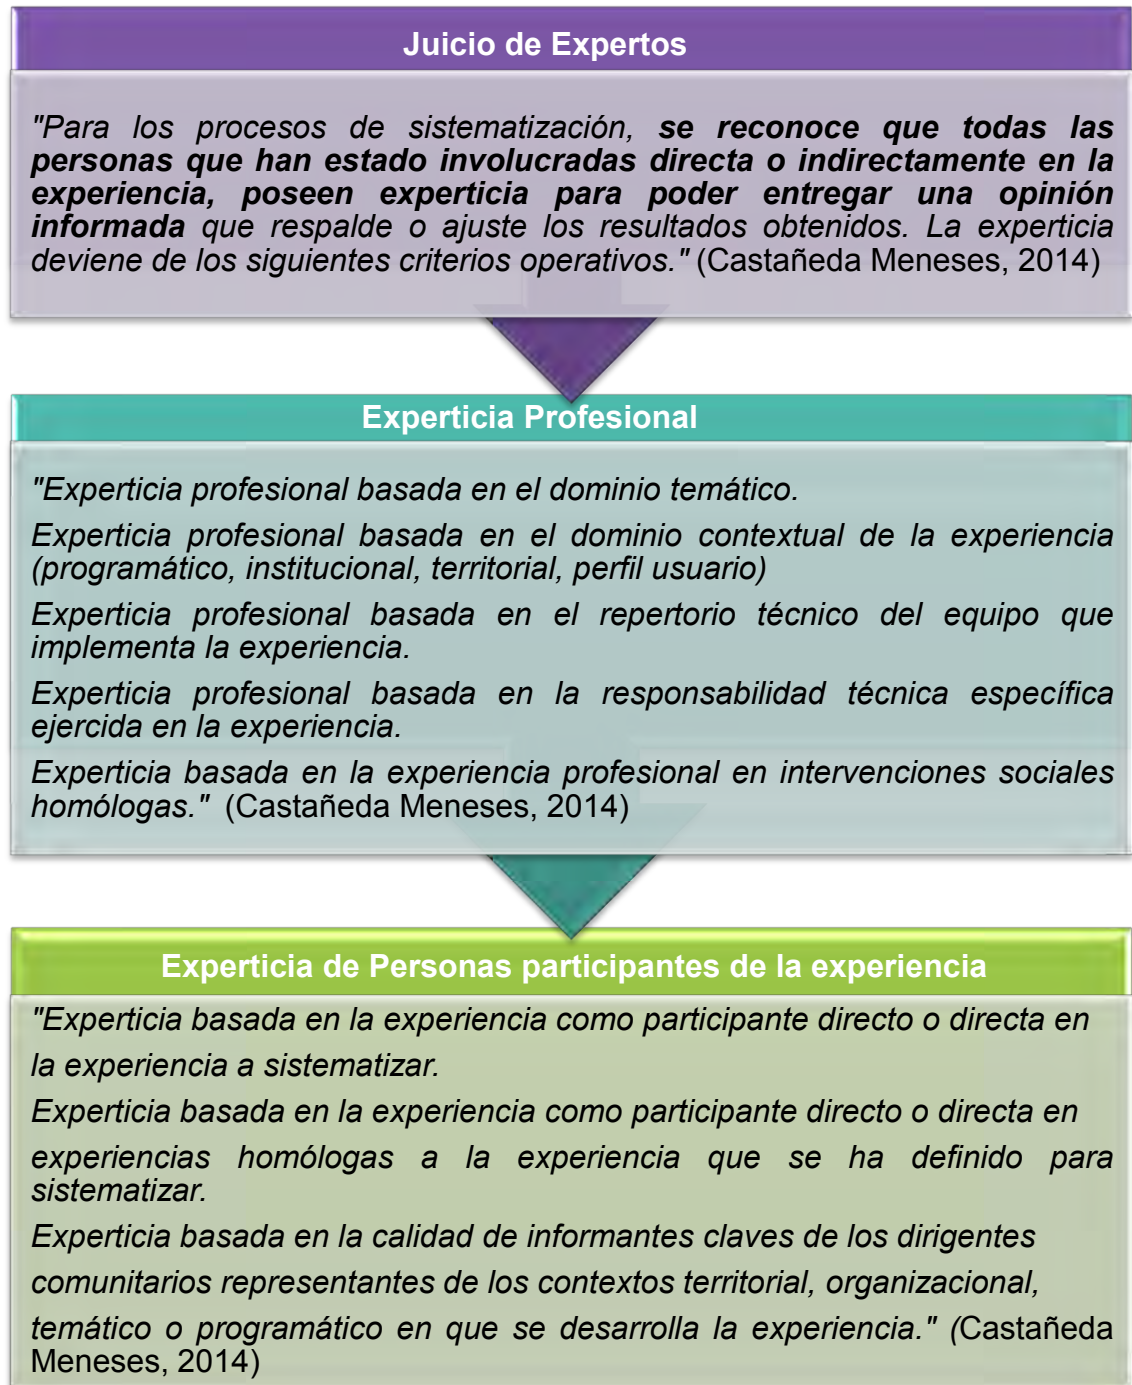 Juicio de Expertos
"Para los procesos de sistematización, se reconoce que todas las
personas que han estado involucradas directa o indirectamente en la
experiencia, poseen experticia para poder entregar una opinión
informada que respalde o ajuste los resultados obtenidos. La experticia
deviene de los siguientes criterios operativos." (Castañeda Meneses, 2014)
Experticia Profesional
"Experticia profesional basada en el dominio temático.
Experticia profesional basada en el dominio contextual de la experiencia
(programático, institucional, territorial, perfil usuario)
Experticia profesional basada en el repertorio técnico del equipo que
implementa la experiencia.
Experticia profesional basada en la responsabilidad técnica específica
ejercida en la experiencia.
Experticia basada en la experiencia profesional en intervenciones sociales
homólogas." (Castañeda Meneses, 2014)
Experticia de Personas participantes de la experiencia
"Experticia basada en la experiencia como participante directo o directa en
la experiencia a sistematizar.
Experticia basada en la experiencia como participante directo o directa en
experiencias homólogas a la experiencia que se ha definido para
sistematizar.
Experticia basada en la calidad de informantes claves de los dirigentes
comunitarios representantes de los contextos territorial, organizacional,
temático o programático en que se desarrolla la experiencia." (Castañeda
Meneses, 2014)